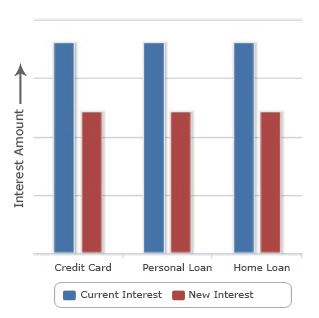 Interest Amount
Credit Card Personal Loan Home Loan
Current Interest New Interest